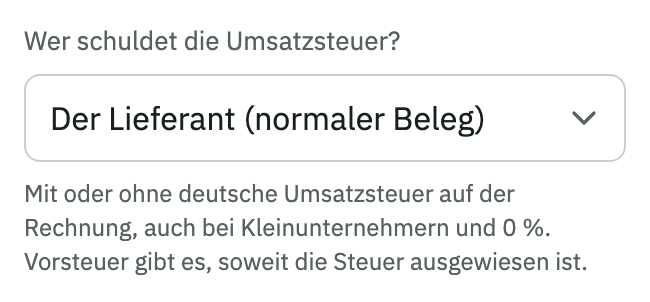 Wer schuldet die Umsatzsteuer?
Der Lieferant (normaler Beleg)
Mit oder ohne deutsche Umsatzsteuer auf der
Rechnung, auch bei Kleinunternehmern und 0 %.
Vorsteuer gibt es, soweit die Steuer ausgewiesen ist.